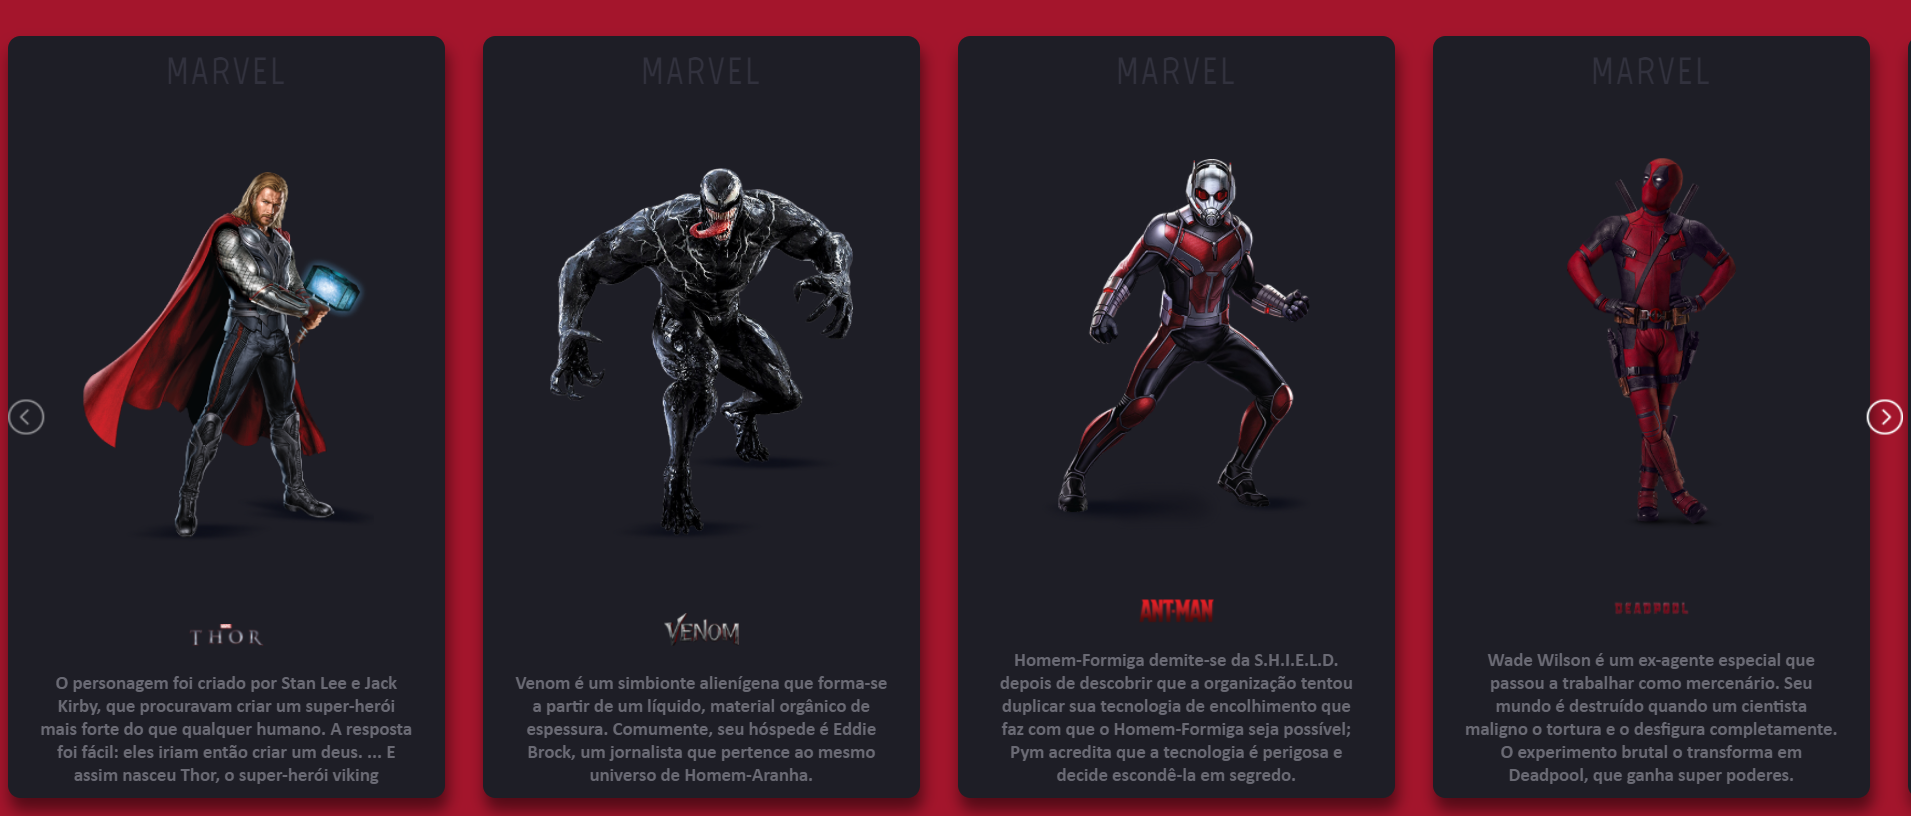 MARVEL
THOR
O personagem foi criado por Stan Lee e Jack
Kirby, que procuravam criar um super-herói
mais forte do que qualquer humano. A resposta
foi fácil: eles iriam então criar um deus. ... E
assim nasceu Thor, o super-herói viking
MARVEL
VENOM
Venom é um simbionte alienígena que forma-se
a partir de um líquido, material orgânico de
espessura. Comumente, seu hóspede é Eddie
Brock, um jornalista que pertence ao mesmo
universo de Homem-Aranha.
MARVEL
ANT-MAN
Homem-Formiga demite-se da S.H.I.E.L.D.
depois de descobrir que a organização tentou
duplicar sua tecnologia de encolhimento que
faz com que o Homem-Formiga seja possível;
Pym acredita que a tecnologia é perigosa e
decide escondê-la em segredo.
MARVEL
DEADPOOL
Wade Wilson é um ex-agente especial que
passou a trabalhar como mercenário. Seu
mundo é destruído quando um cientista
maligno o tortura e o desfigura completamente.
O experimento brutal o transforma em
Deadpool, que ganha super poderes.